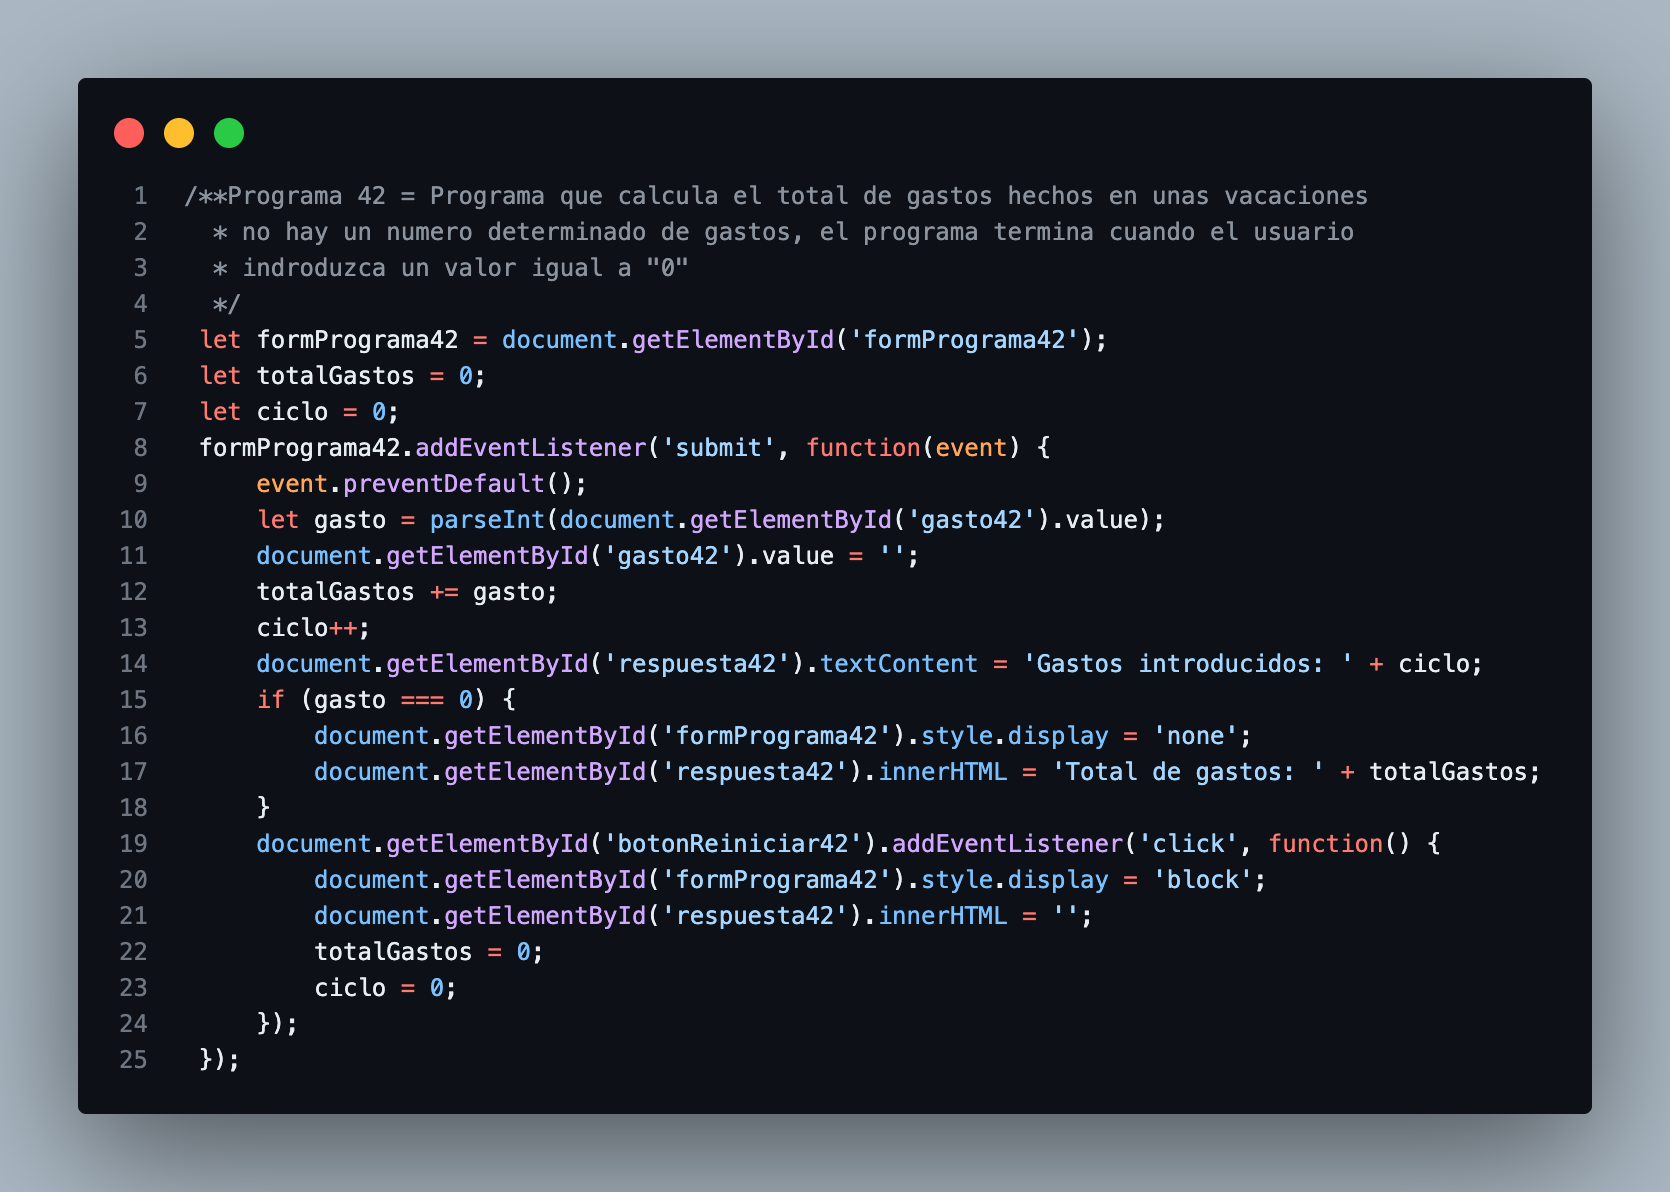 1 /**Programa 42 = Programa que calcula el total de gastos hechos en unas vacaciones
2 * no hay un numero determinado de gastos, el programa termina cuando el usuario
3 * indroduzca un valor igual a "0"
4 */
5 let formPrograma42 = document.getElementById('formPrograma42');
6 let totalGastos = 0;
7 let ciclo = 0;
8 formPrograma42.addEventListener('submit', function(event) {
9 event.preventDefault();
10 let gasto = parseInt(document.getElementById('gasto42').value);
11 document.getElementById('gasto42').value = '';
12 totalGastos += gasto;
13 ciclo++;
14 document.getElementById('respuesta42').textContent = 'Gastos introducidos: ' + ciclo;
15 if (gasto === 0) {
16 document.getElementById('formPrograma42').style.display = 'none';
17 document.getElementById('respuesta42').innerHTML = 'Total de gastos: ' + totalGastos;
18 }
19 document.getElementById('botonReiniciar42').addEventListener('click', function() {
20 document.getElementById('formPrograma42').style.display = 'block';
21 document.getElementById('respuesta42').innerHTML = '';
22 totalGastos = 0;
23 ciclo = 0;
24 });
25 });